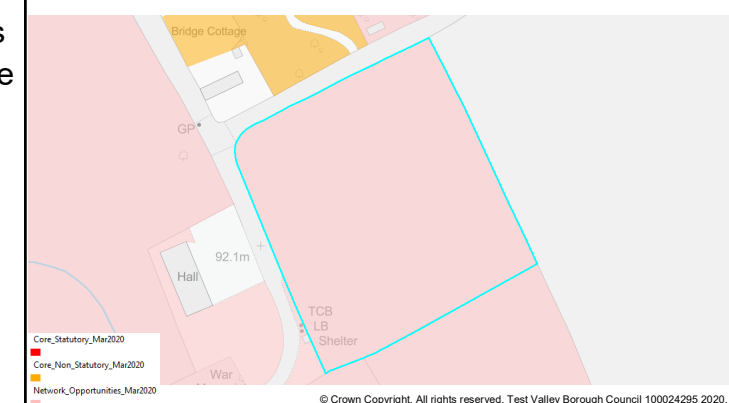 s
e
Bridge Cottage
GP
92.1m
Hall
TCB
LB
Shelter
War
Core_Statutory_Mar2020
Core_Non_Statutory_Mar2020
Network_Opportunities_Mar2020
© Crown Copyright. All rights reserved. Test Valley Borough Council 100024295 2020.